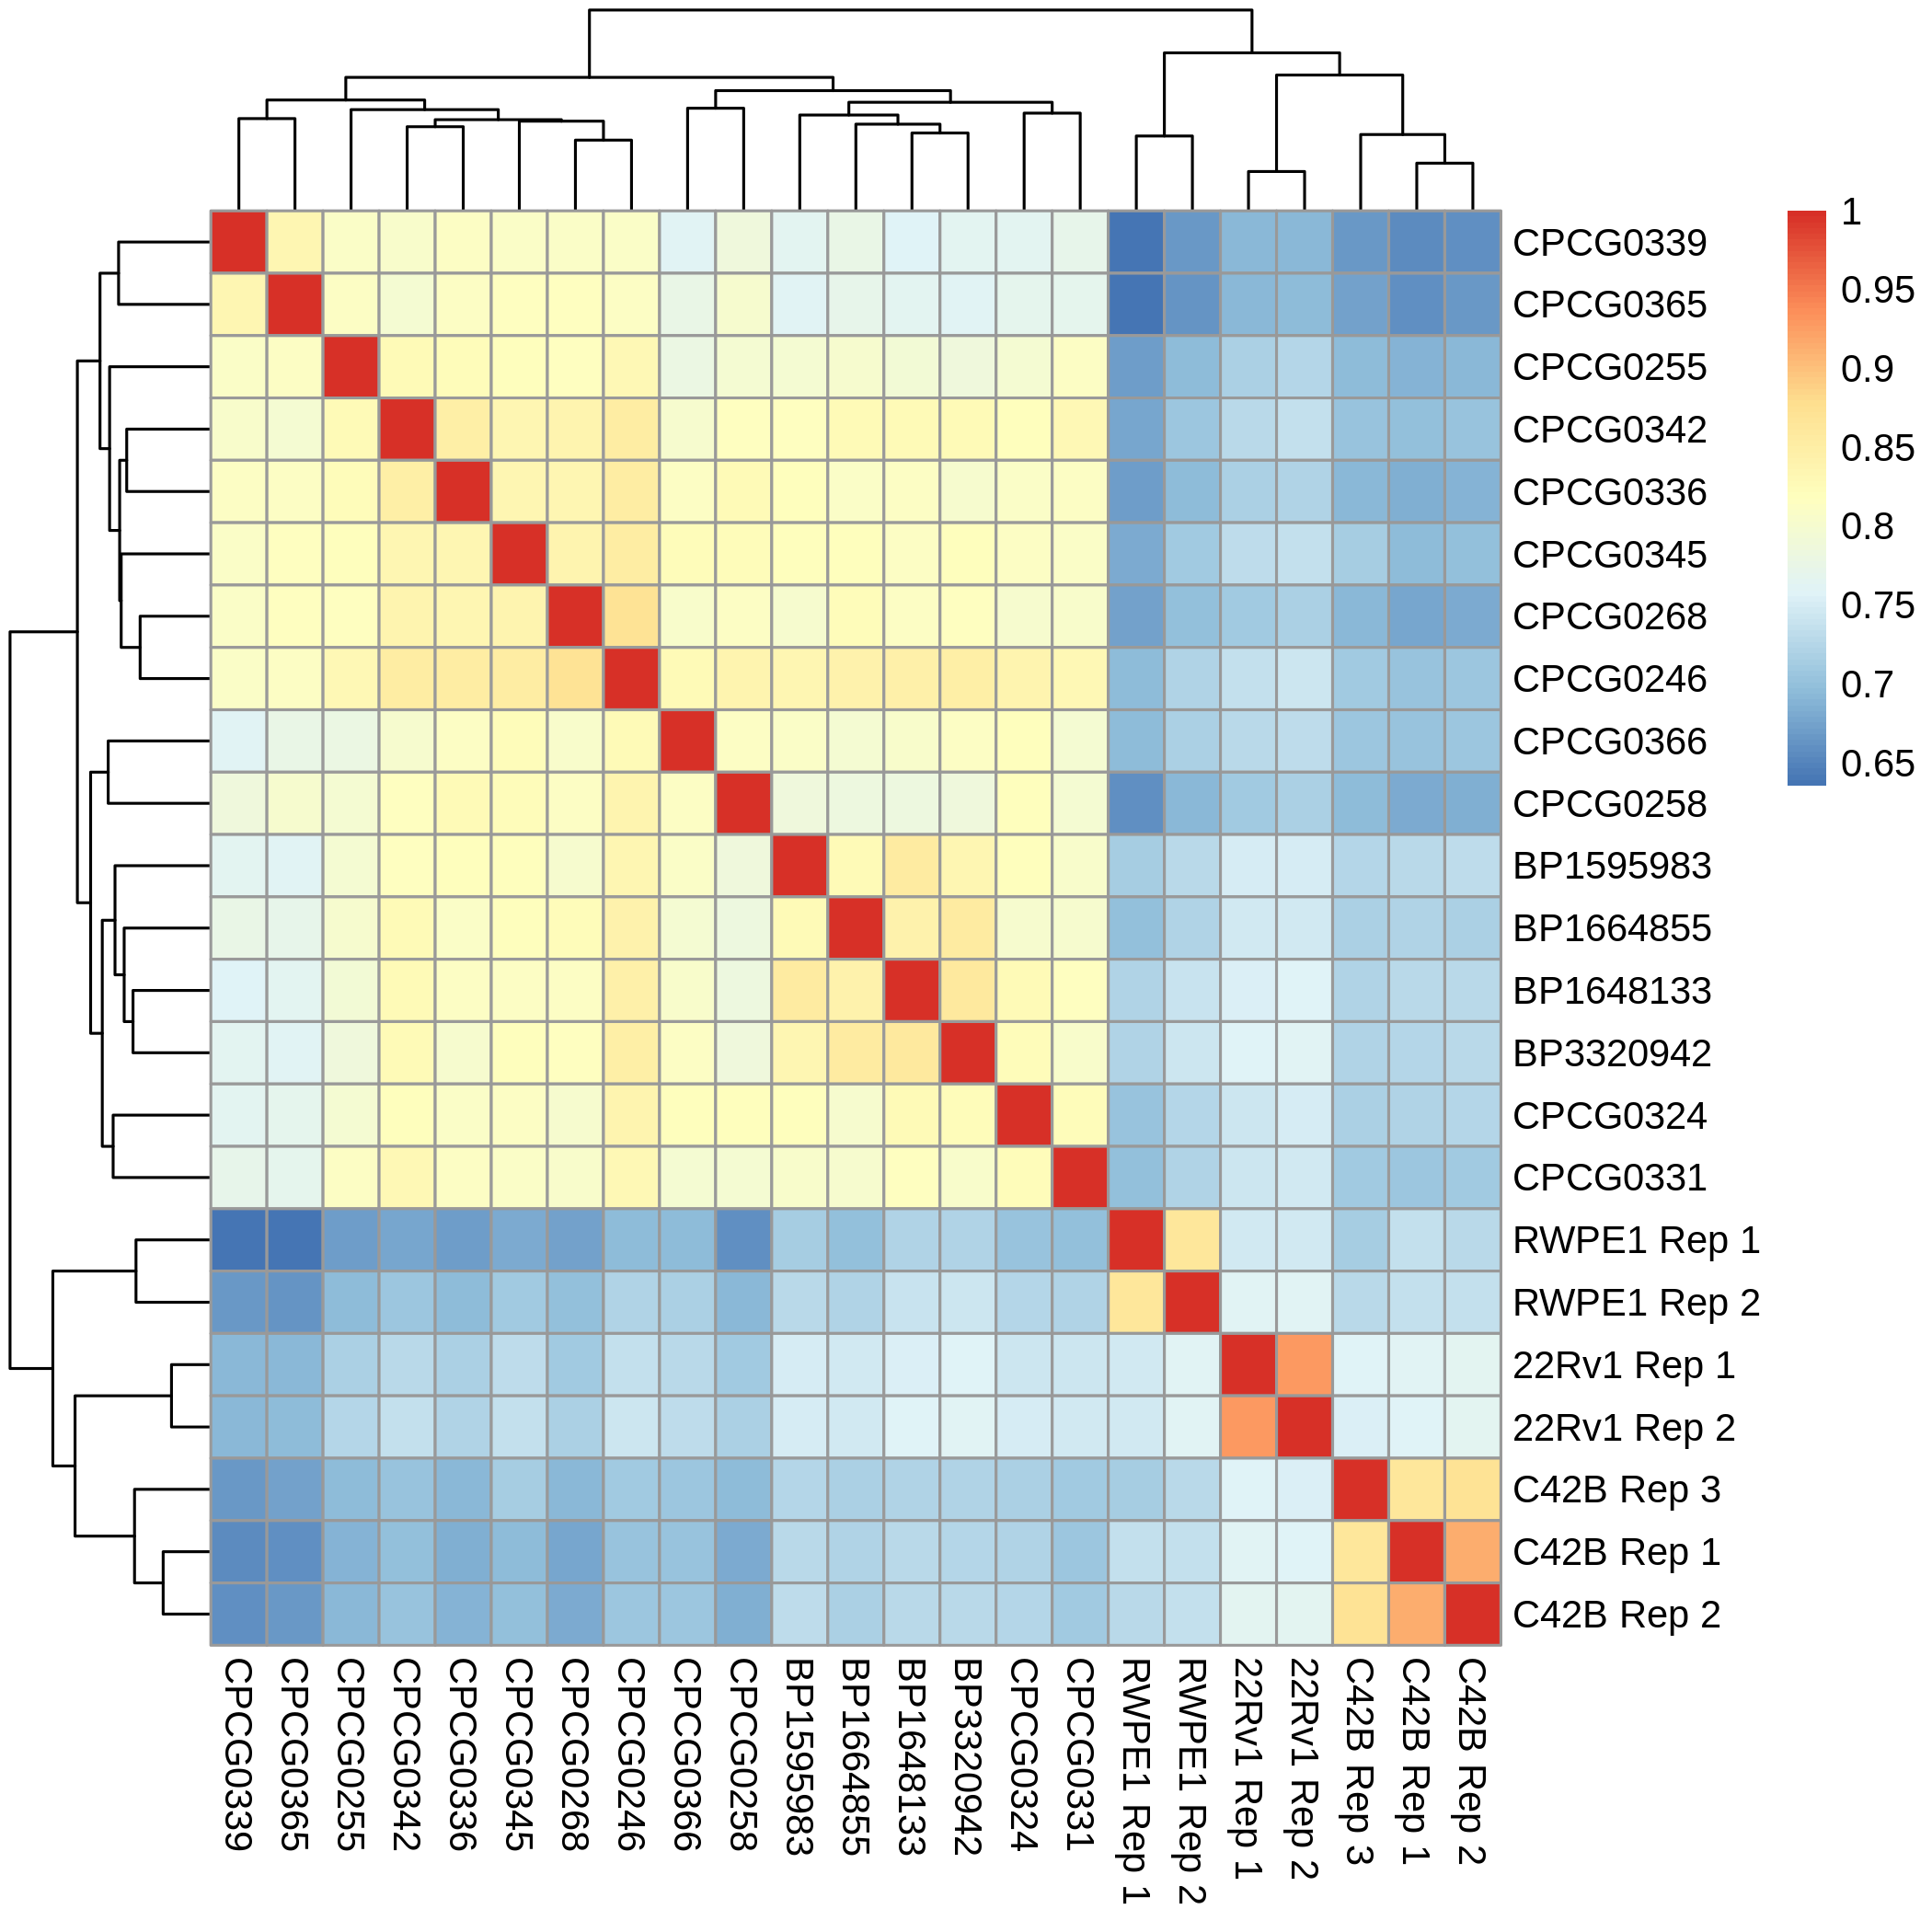 1
0.95
0.9
0.85
0.8
0.75
0.7
0.65
CPCG0339
CPCG0365
CPCG0255
CPCG0342
CPCG0336
CPCG0345
CPCG0268
CPCG0246
CPCG0366
CPCG0258
BP1595983
BP1664855
BP1648133
BP3320942
CPCG0324
CPCG0331
RWPE1 Rep 1
RWPE1 Rep 2
22Rv1 Rep 1
22Rv1 Rep 2
C42B Rep 3
C42B Rep 1
C42B Rep 2
CPCG0339
CPCG0365
CPCG0255
CPCG0342
CPCG0336
CPCG0345
CPCG0268
CPCG0246
CPCG0366
CPCG0258
BP1595983
BP1664855
BP1648133
BP3320942
CPCG0324
CPCG0331
RWPE1 Rep 1
RWPE1 Rep 2
22Rv1 Rep 1
22Rv1 Rep 2
C42B Rep 3
C42B Rep 1
C42B Rep 2